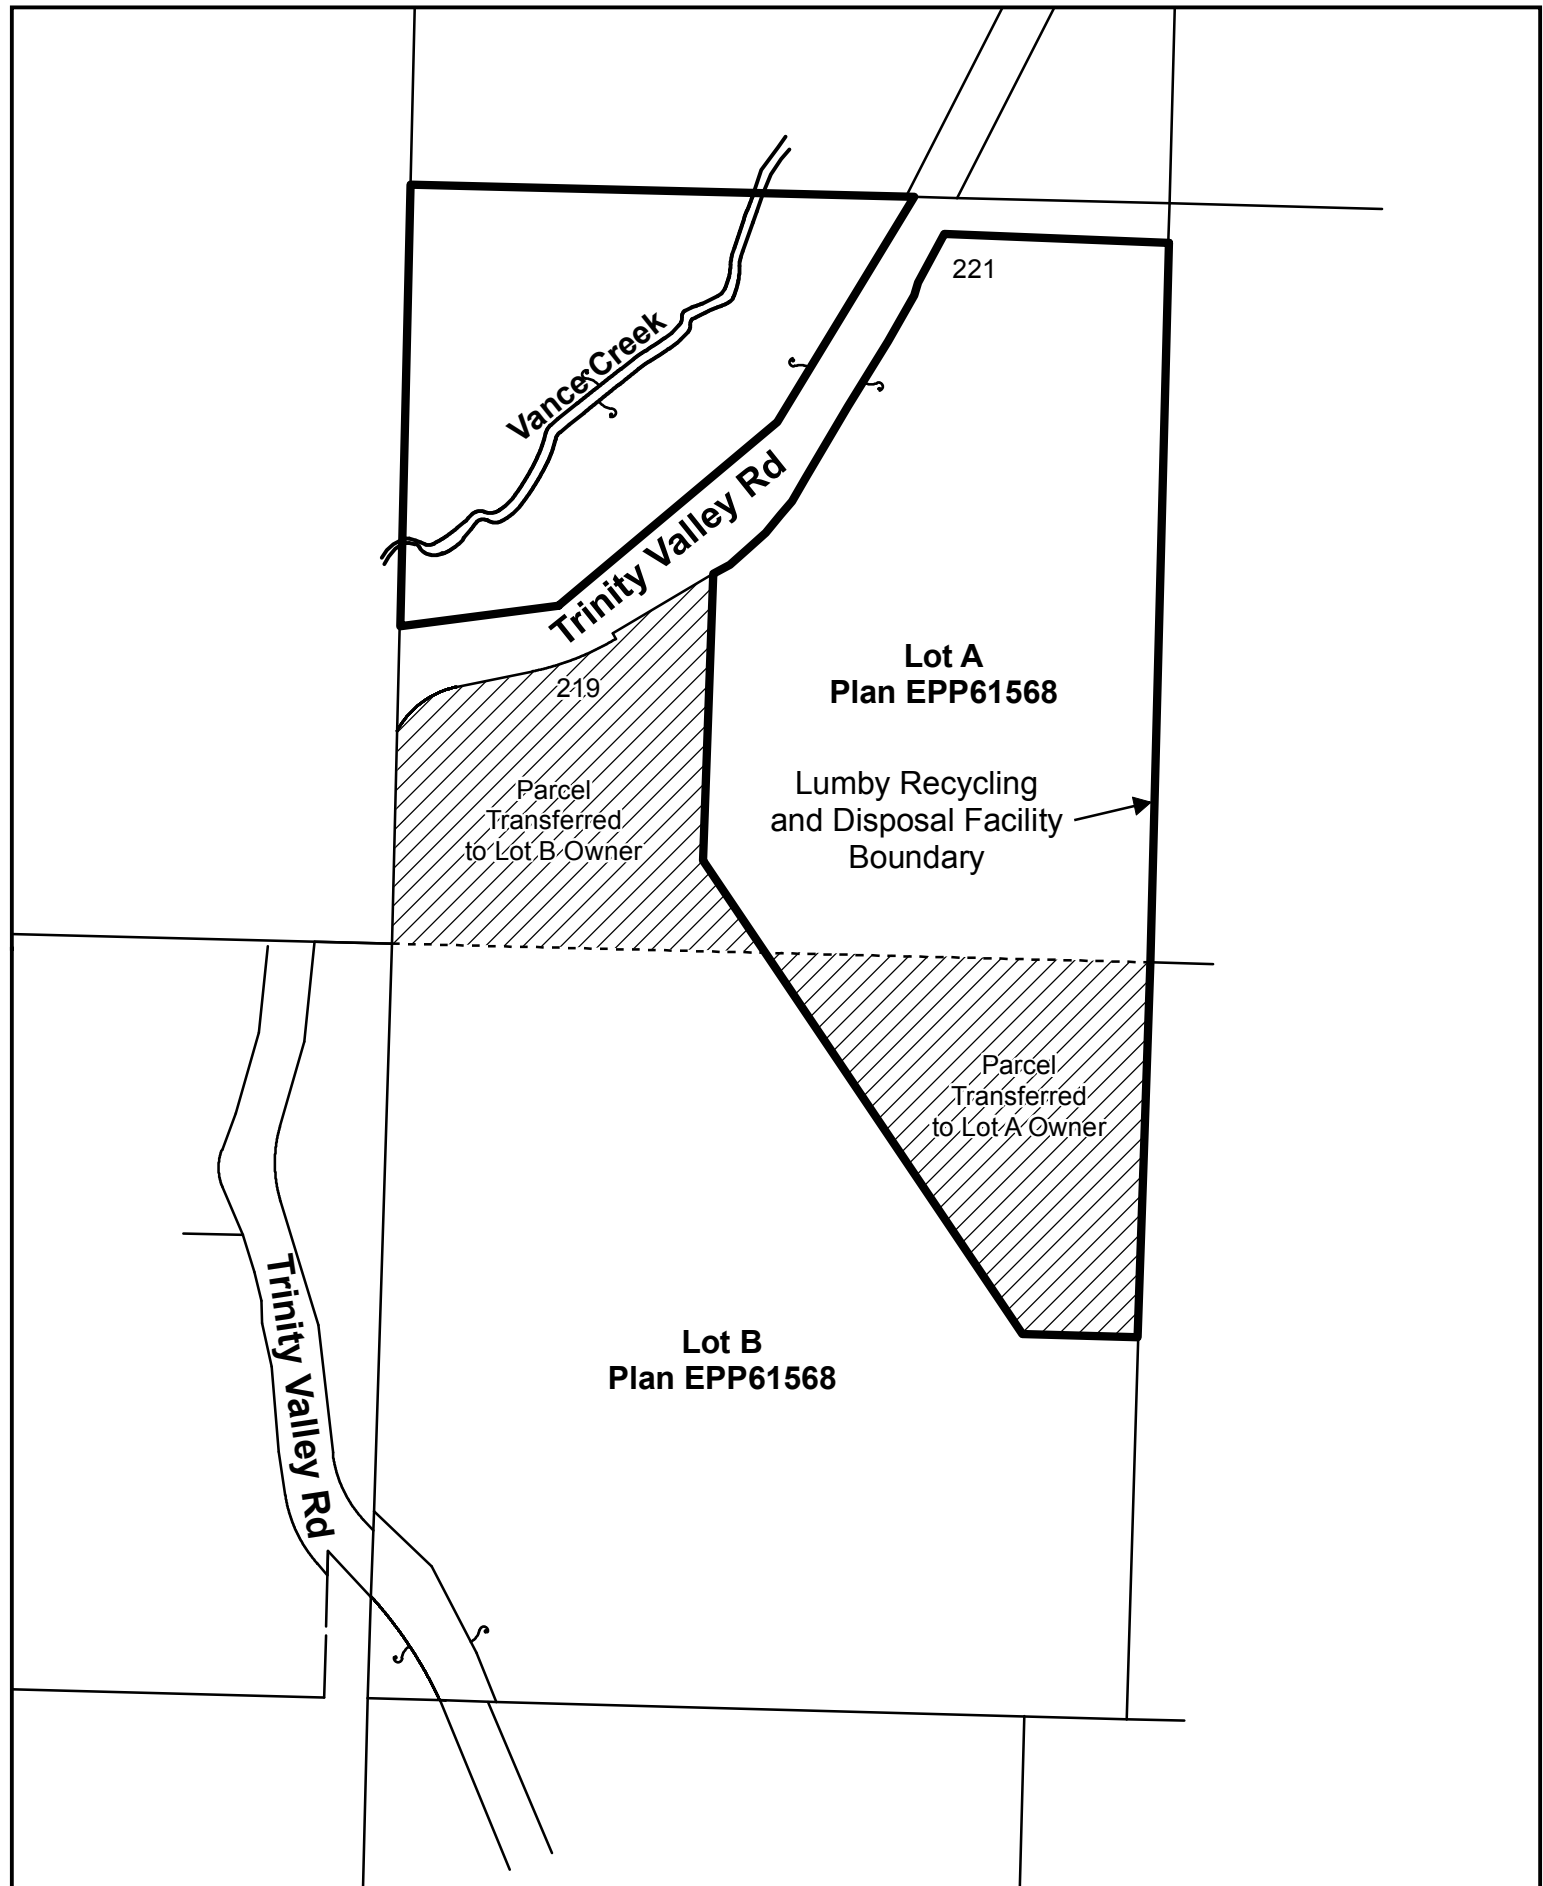 221
Vance Creek
Trinity Valley Rd
Lot A
Plan EPP61568
219
Lumby Recycling
and Disposal Facility
Boundary
Parcel
Transferred
to Lot B Owner
Parcel
Transferred
to Lot A Owner
Trinity Valley Rd
Lot B
Plan EPP61568